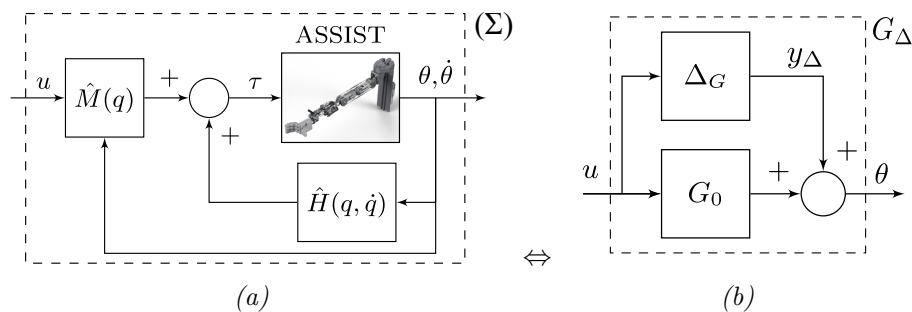 ASSIST
(Σ)
u
M̂(q)
+
τ
θ, θ̇
+
Ĥ(q, q̇)
(a)
⇔
G_Δ
Δ_G
y_Δ
u
G_0
+
+
θ
(b)